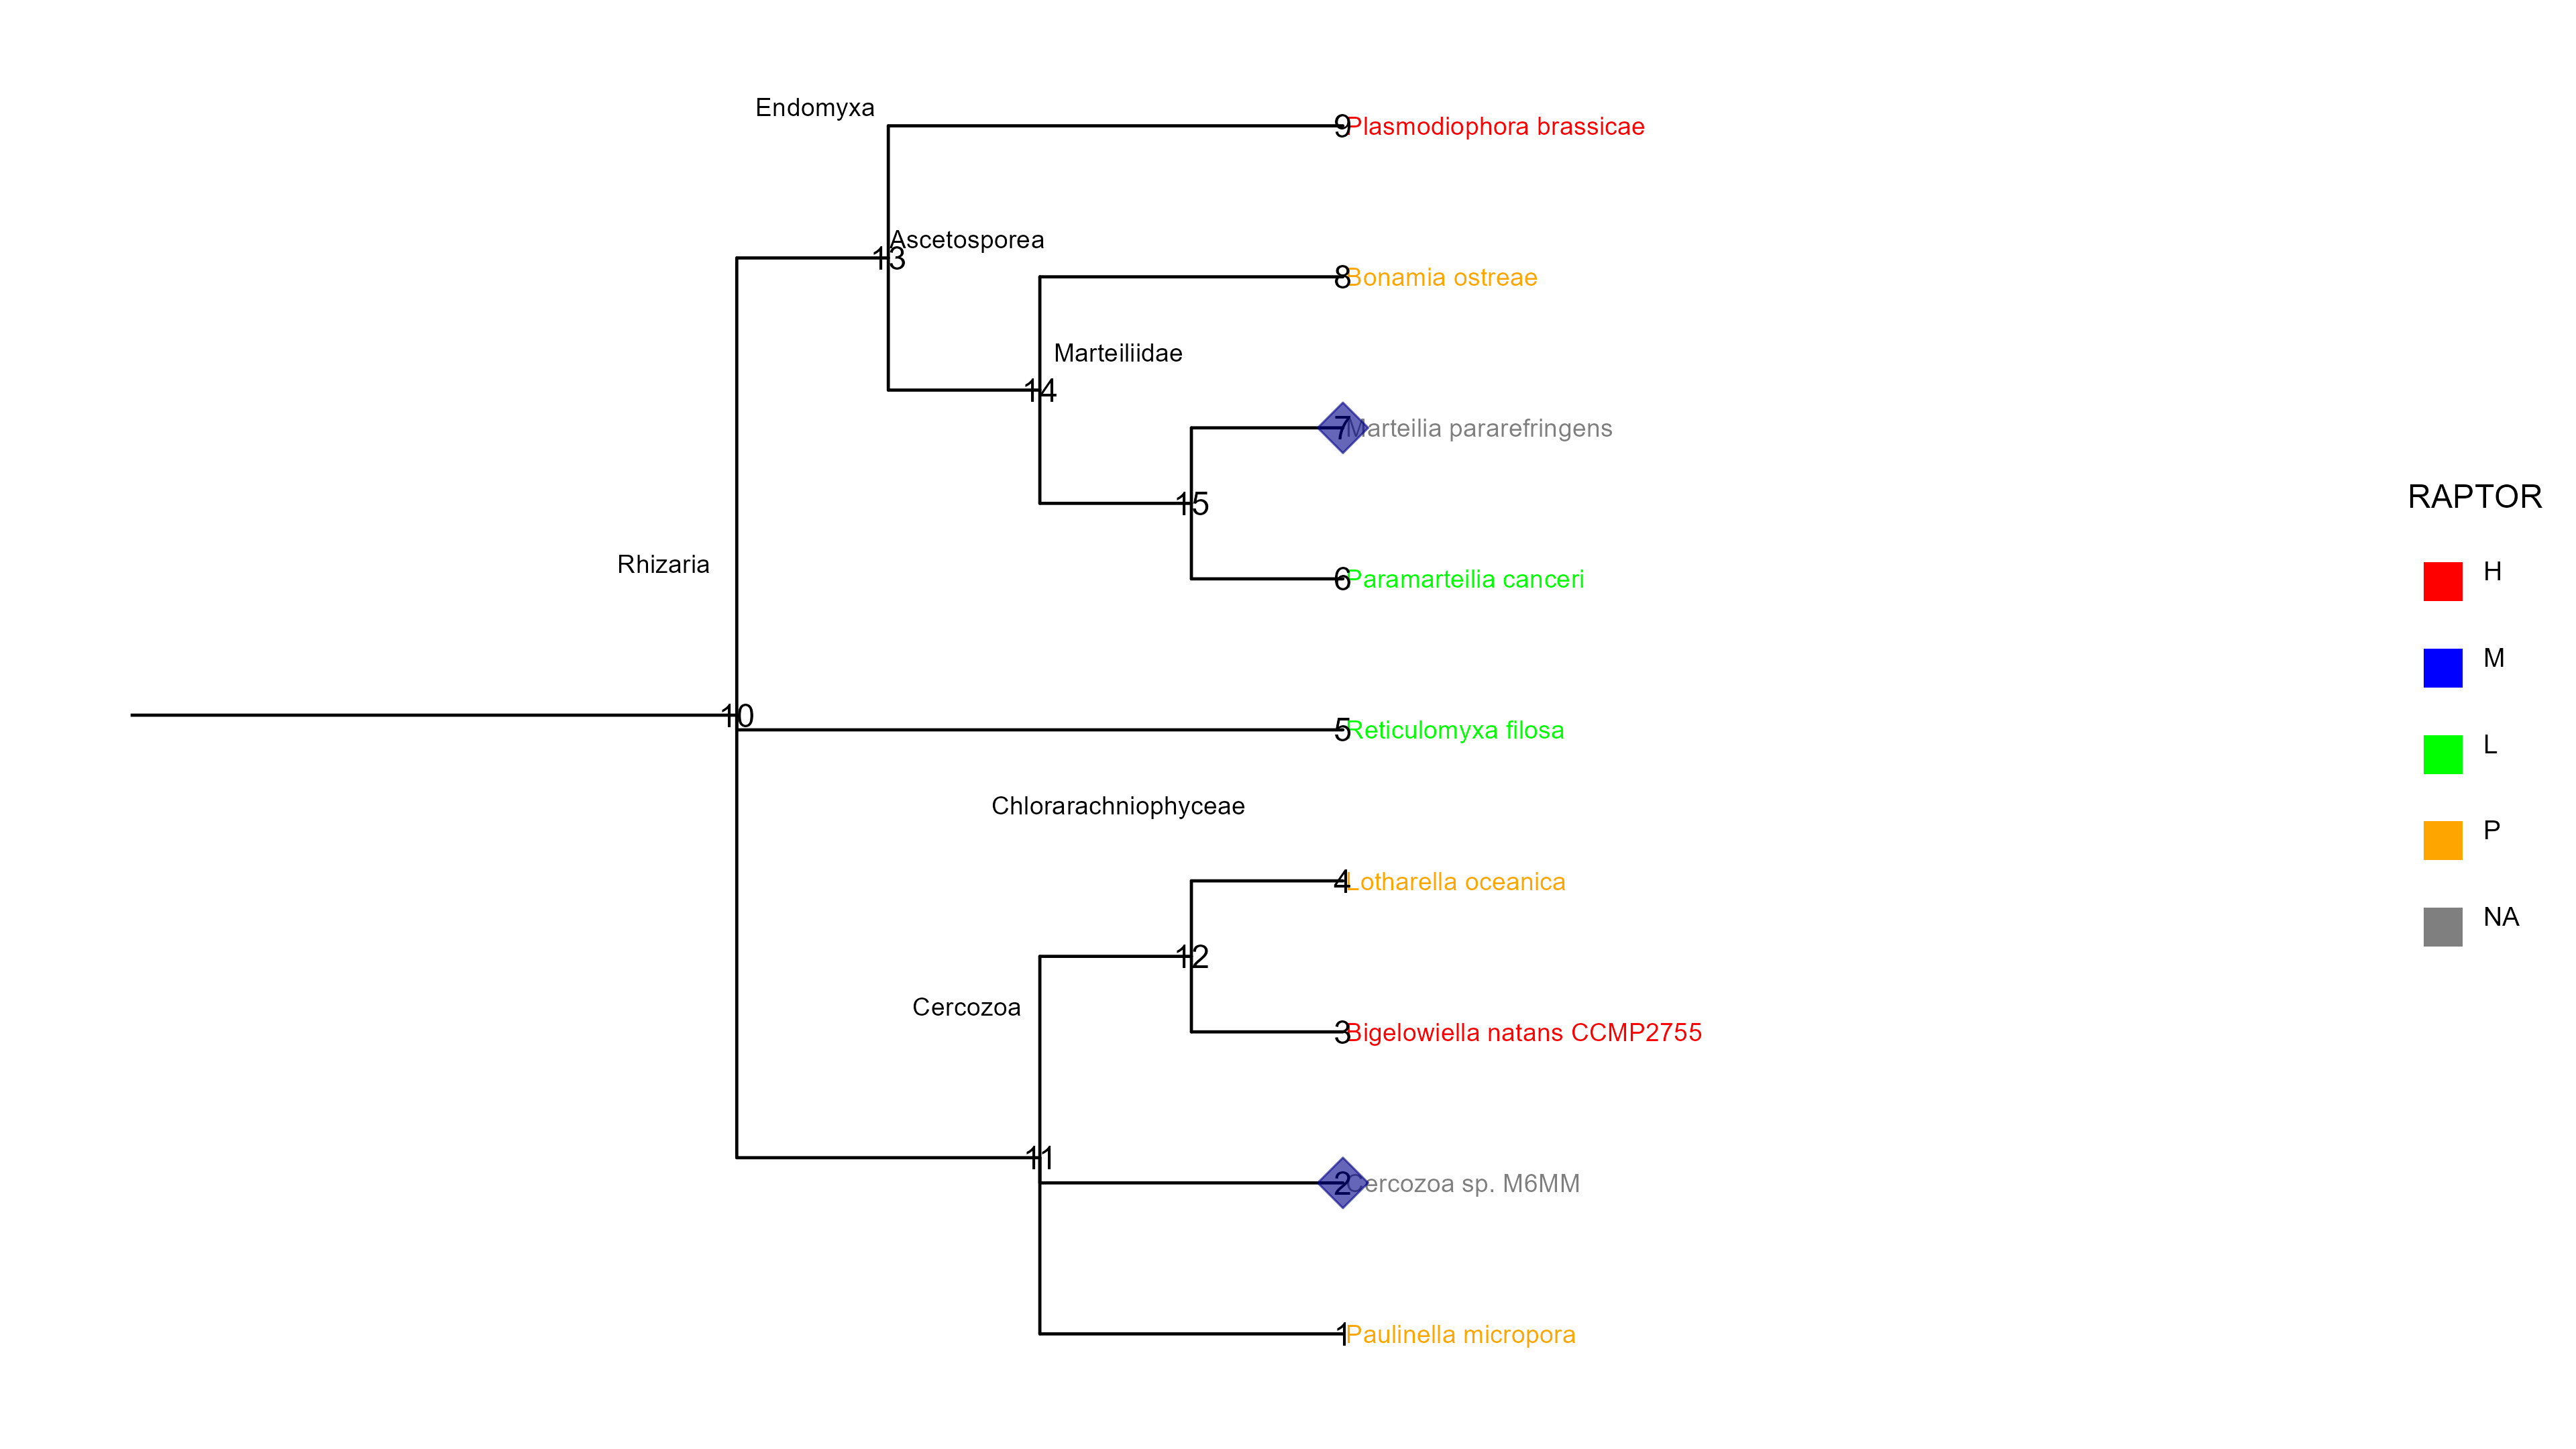 Endomyxa
9 Plasmodiophora brassicae
Ascetosporea
13
8 Bonamia ostreae
Marteiliidae
14
7 Marteilia pararefringens
15
6 Paramarteilia canceri
Rhizaria
10
5 Reticulomyxa filosa
Chlorarachniophyceae
4 Lotharella oceanica
12
Cercozoa
3 Bigelowiella natans CCMP2755
11
2 Cercozoa sp. M6MM
1 Paulinella micropora
RAPTOR
H
M
L
P
NA